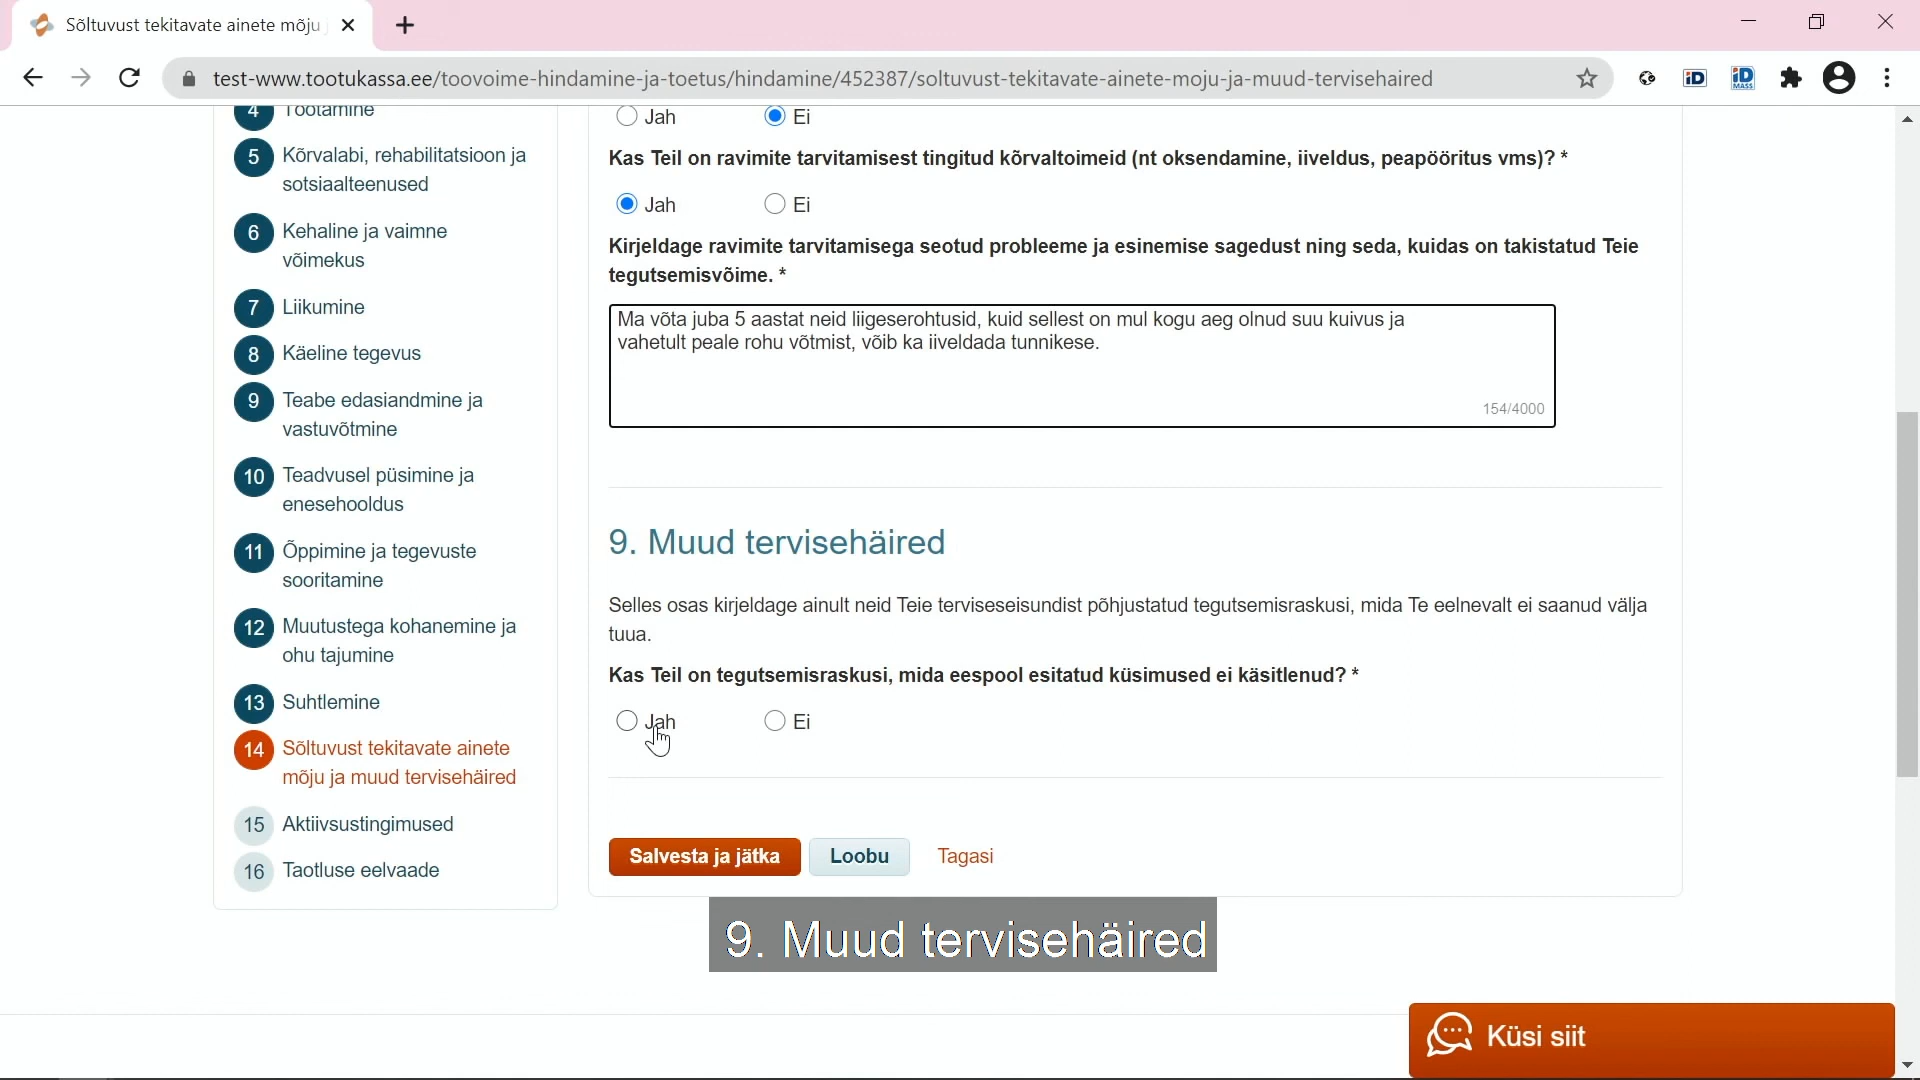 Sõltuvust tekitavate ainete mõju
test-www.tootukassa.ee/toovoime-hindamine-ja-toetus/hindamine/452387/soltuvust-tekitavate-ainete-moju-ja-muud-tervisehaired
iD
iD
MASS
4 Töötamine
5 Kõrvalabi, rehabilitatsioon ja
sotsiaalteenused
6 Kehaline ja vaimne
võimekus
7 Liikumine
8 Käeline tegevus
9 Teabe edasiandmine ja
vastuvõtmine
10 Teadvusel püsimine ja
enesehooldus
11 Õppimine ja tegevuste
sooritamine
12 Muutustega kohanemine ja
ohu tajumine
13 Suhtlemine
14 Sõltuvust tekitavate ainete
mõju ja muud tervisehäired
15 Aktiivsustingimused
16 Taotluse eelvaade
Jah Ei
Kas Teil on ravimite tarvitamisest tingitud kõrvaltoimeid (nt oksendamine, iiveldus, peapööritus vms)? *
Jah Ei
Kirjeldage ravimite tarvitamisega seotud probleeme ja esinemise sagedust ning seda, kuidas on takistatud Teie
tegutsemisvõime. *
Ma võta juba 5 aastat neid liigeserohtusid, kuid sellest on mul kogu aeg olnud suu kuivus ja
vahetult peale rohu võtmist, võib ka iiveldada tunnikese.
154/4000
9. Muud tervisehäired
Selles osas kirjeldage ainult neid Teie terviseseisundist põhjustatud tegutsemisraskusi, mida Te eelnevalt ei saanud välja
tuua.
Kas Teil on tegutsemisraskusi, mida eespool esitatud küsimused ei käsitlenud? *
Jah Ei
Salvesta ja jätka Loobu Tagasi
9. Muud tervisehäired
Küsi siit